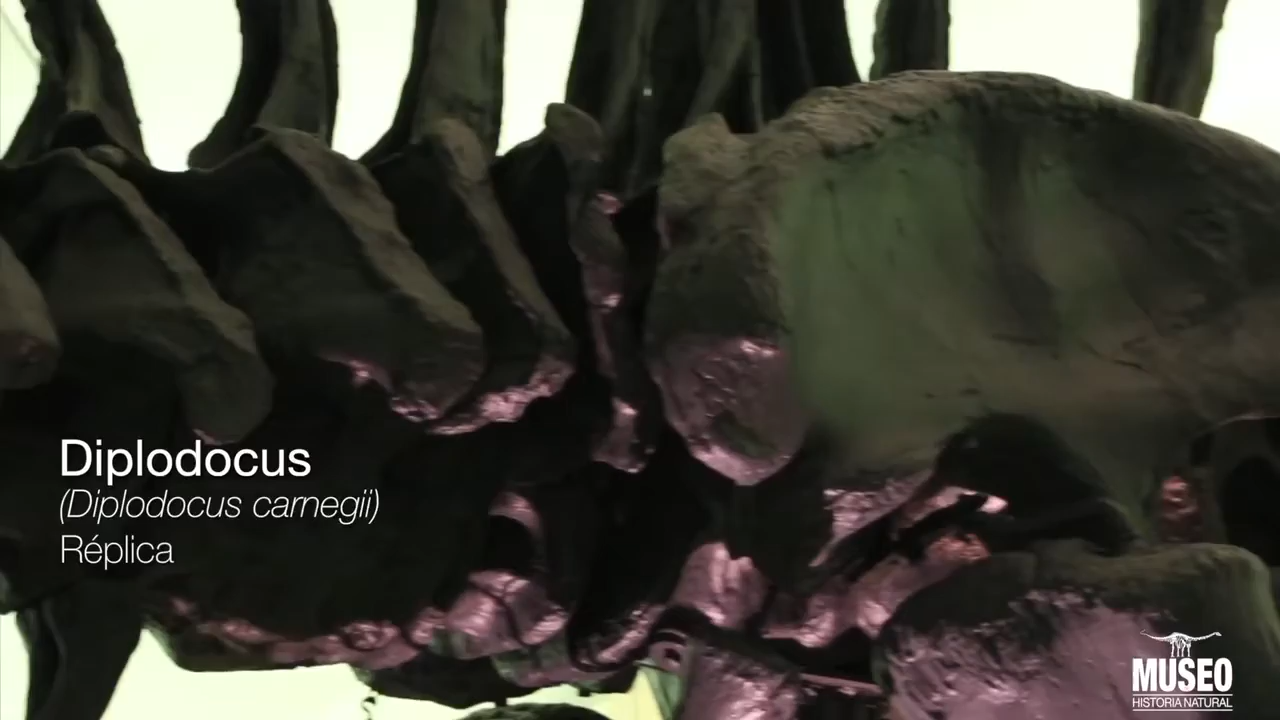 Diplodocus
(Diplodocus carnegii)
Réplica
MUSEO
HISTORIA NATURAL